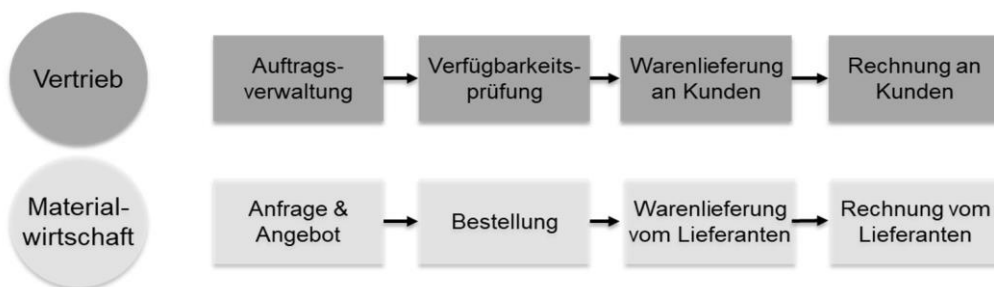 Vertrieb
Auftrags-
verwaltung
Verfügbarkeits-
prüfung
Warenlieferung
an Kunden
Rechnung an
Kunden
Material-
wirtschaft
Anfrage &
Angebot
Bestellung
Warenlieferung
vom Lieferanten
Rechnung vom
Lieferanten